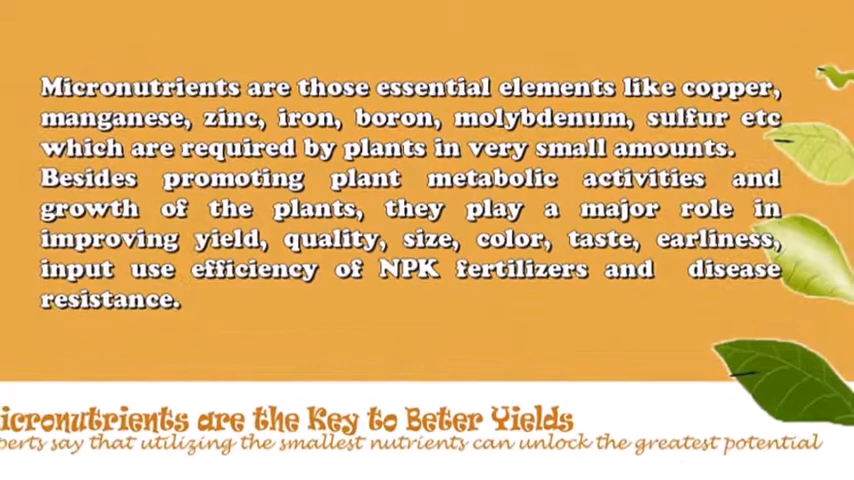 Micronutrients are those essential elements like copper,
manganese, zinc, iron, boron, molybdenum, sulfur etc
which are required by plants in very small amounts.
Besides promoting plant metabolic activities and
growth of the plants, they play a major role in
improving yield, quality, size, color, taste, earliness,
input use efficiency of NPK fertilizers and disease
resistance.
icronutrients are the Key to Beter Yields
perts say that utilizing the smallest nutrients can unlock the greatest potential